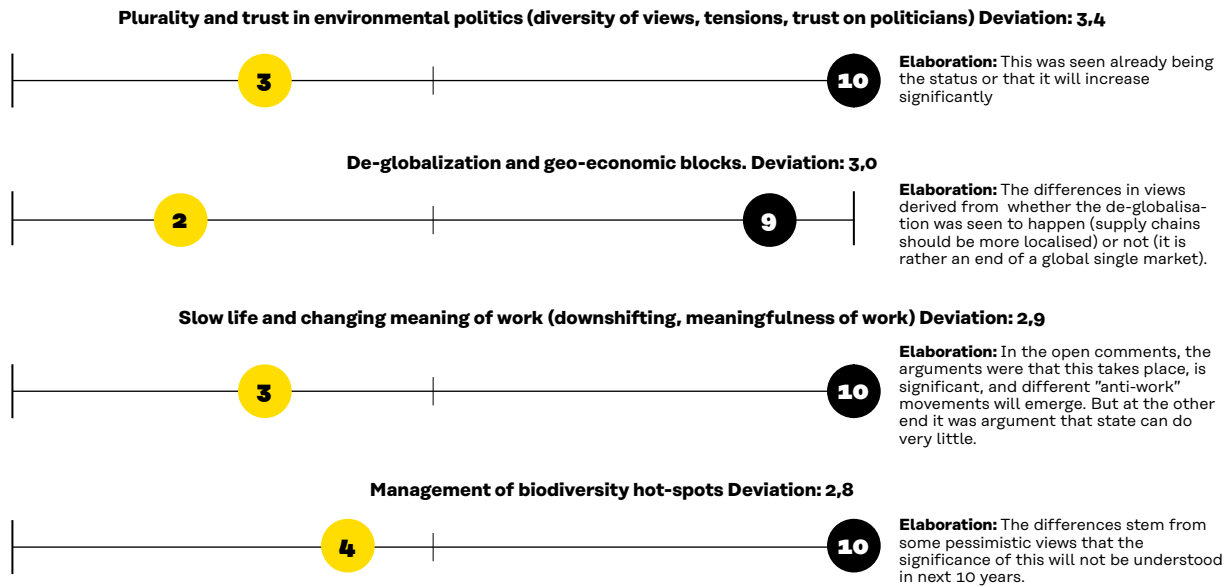 Plurality and trust in environmental politics (diversity of views, tensions, trust on politicians) Deviation: 3,4
3
10
Elaboration: This was seen already being
the status or that it will increase
significantly
De-globalization and geo-economic blocks. Deviation: 3,0
2
9
Elaboration: The differences in views
derived from  whether the de-globalisa-
tion was seen to happen (supply chains
should be more localised) or not (it is
rather an end of a global single market).
Slow life and changing meaning of work (downshifting, meaningfulness of work) Deviation: 2,9
3
10
Elaboration: In the open comments, the
arguments were that this takes place, is
significant, and different ”anti-work”
movements will emerge. But at the other
end it was argument that state can do
very little.
Management of biodiversity hot-spots Deviation: 2,8
4
10
Elaboration: The differences stem from
some pessimistic views that the
significance of this will not be understood
in next 10 years.